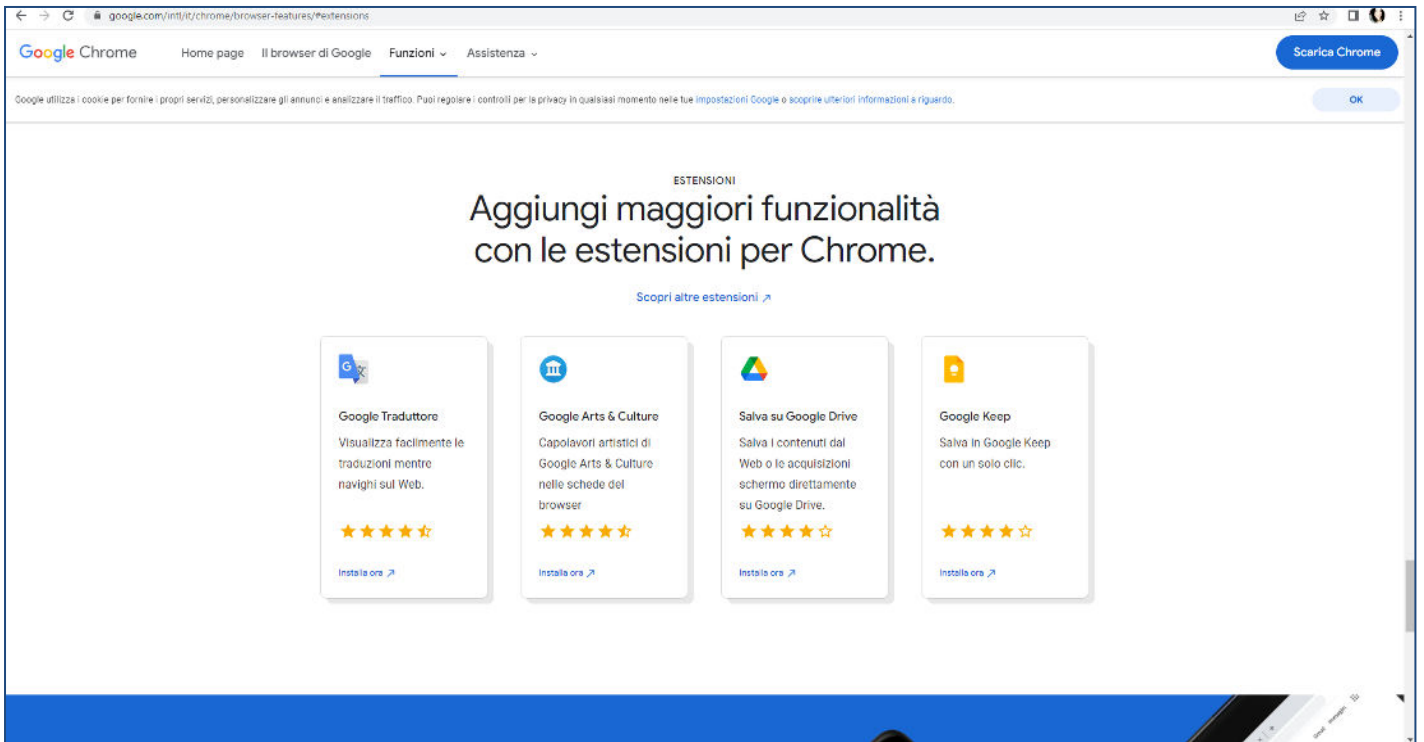 google.com/intl/it/chrome/browser-features/#extensions
Google Chrome Home page Il browser di Google Funzioni Assistenza Scarica Chrome
Google utilizza i cookie per fornire i propri servizi, personalizzare gli annunci e analizzare il traffico. Puoi regolare i controlli per la privacy in qualsiasi momento nelle tue impostazioni Google o scoprire ulteriori informazioni a riguardo. OK
ESTENSIONI
Aggiungi maggiori funzionalità
con le estensioni per Chrome.
Scopri altre estensioni
Google Traduttore
Visualizza facilmente le
traduzioni mentre
navighi sul Web.
Installa ora
Google Arts & Culture
Capolavori artistici di
Google Arts & Culture
nelle schede del
browser
Installa ora
Salva su Google Drive
Salva i contenuti dal
Web o le acquisizioni
schermo direttamente
su Google Drive.
Installa ora
Google Keep
Salva in Google Keep
con un solo clic.
Installa ora
Gmail Immagini